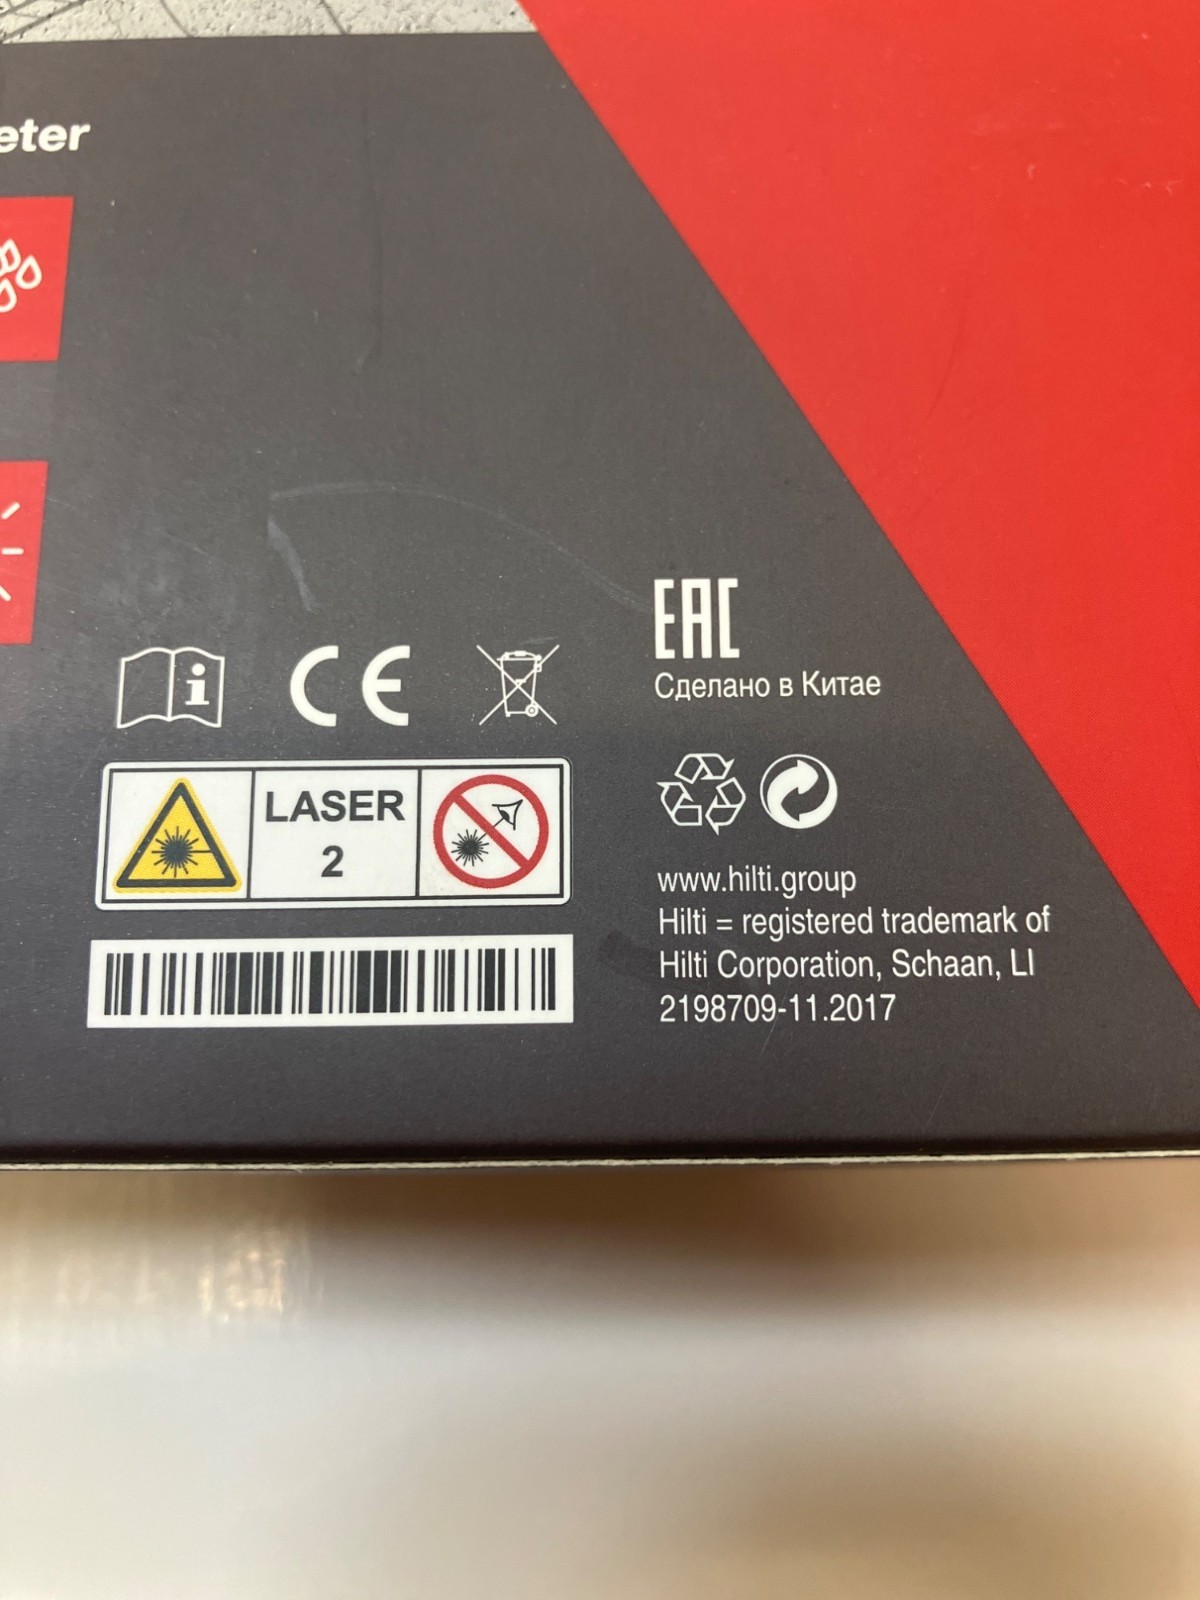 eter
EAC
Сделано в Китае
i
CE
LASER
2
www.hilti.group
Hilti = registered trademark of
Hilti Corporation, Schaan, LI
2198709-11.2017